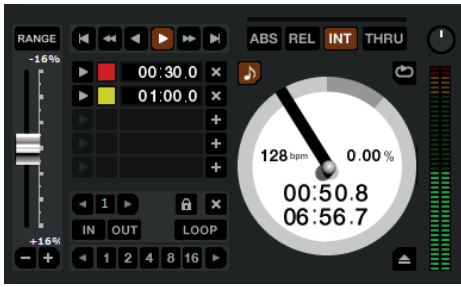 RANGE
ABS REL INT THRU
-16%
00:30.0
01:00.0
128 bpm 0.00 %
00:50.8
06:56.7
1
IN OUT LOOP
+16%
1 2 4 8 16